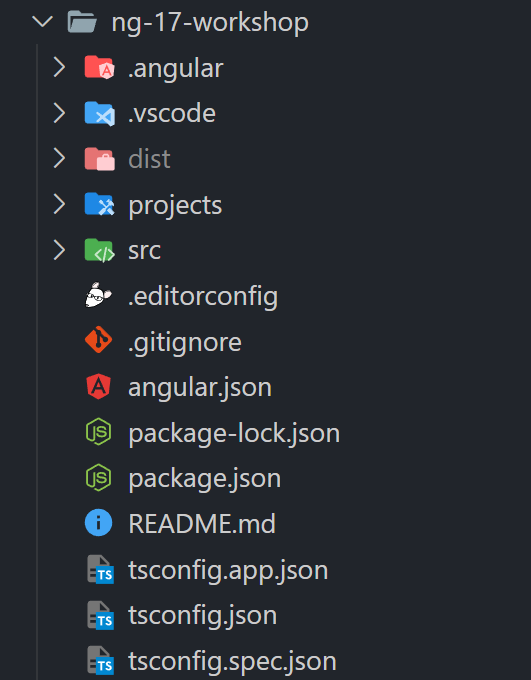 ng-17-workshop
.angular
.vscode
dist
projects
src
.editorconfig
.gitignore
angular.json
package-lock.json
package.json
README.md
tsconfig.app.json
tsconfig.json
tsconfig.spec.json